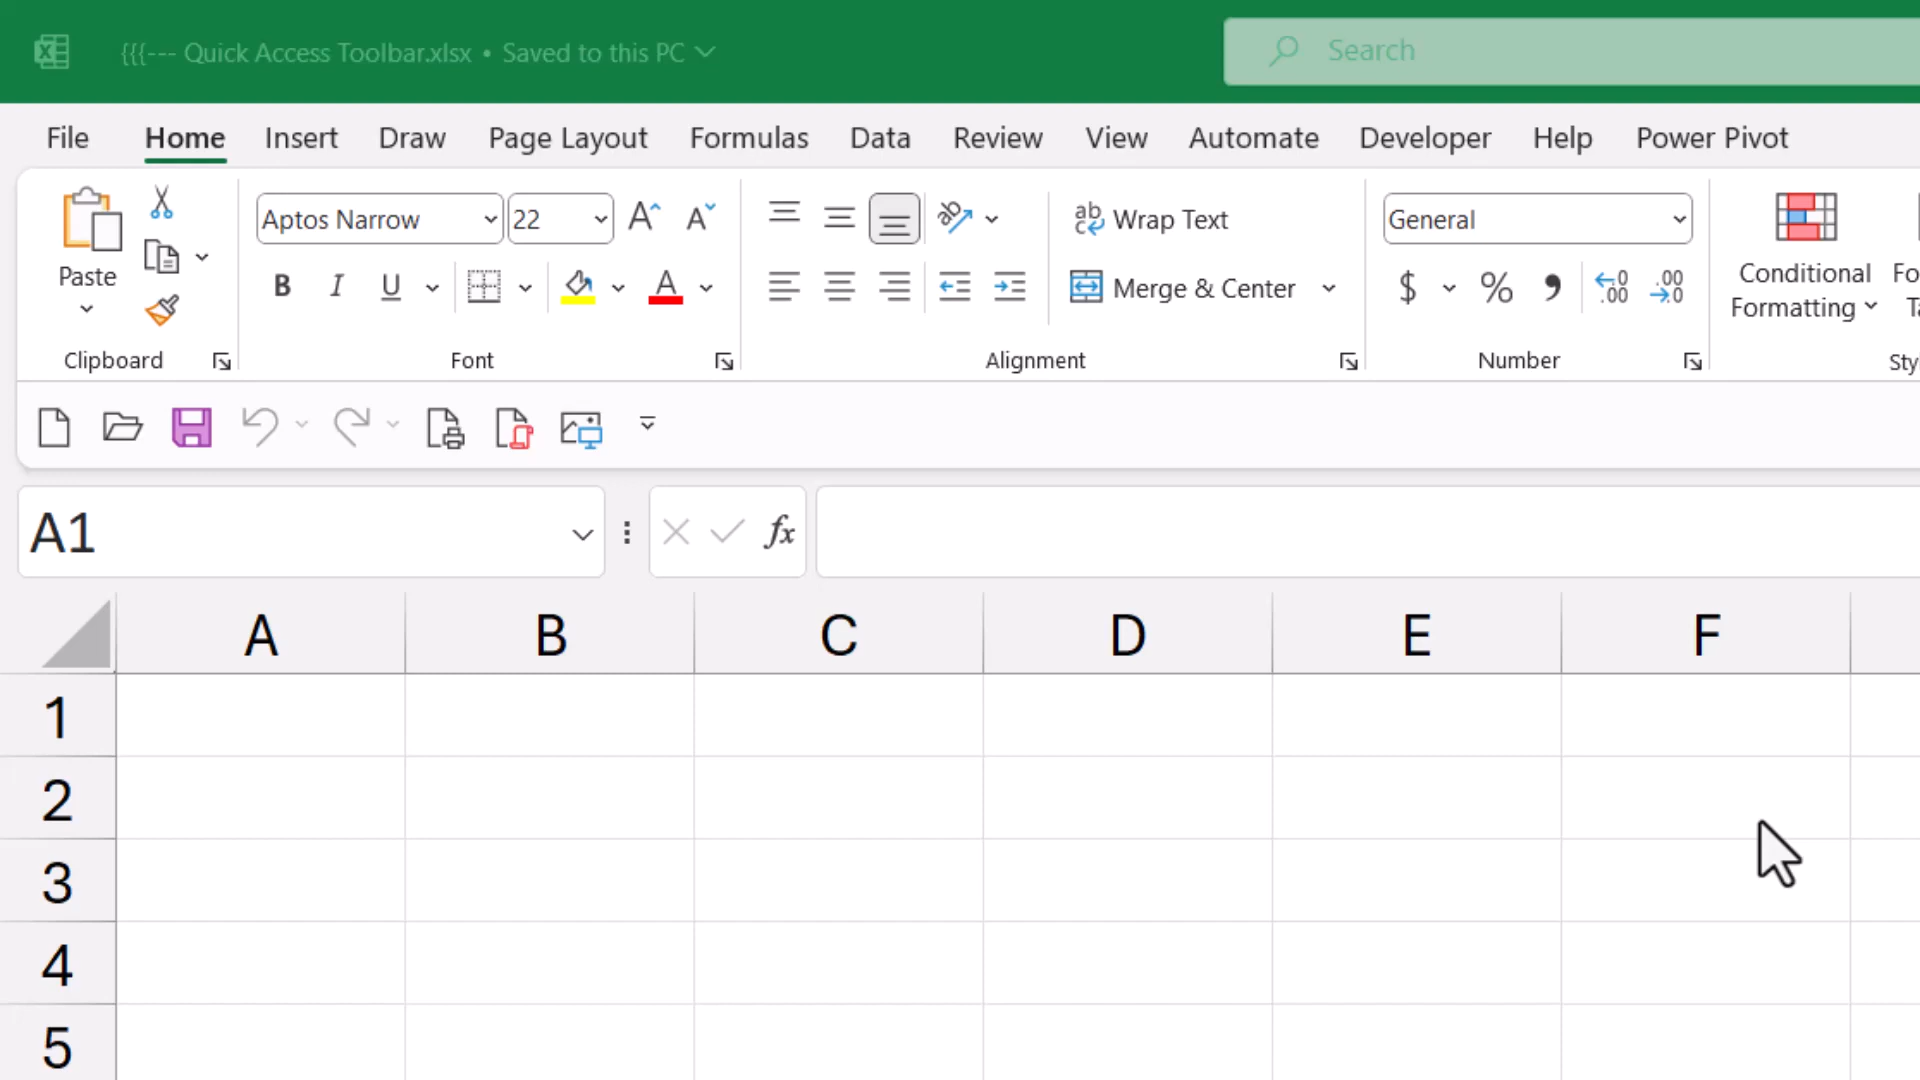 {{{--- Quick Access Toolbar.xlsx • Saved to this PC
Search
File Home Insert Draw Page Layout Formulas Data Review View Automate Developer Help Power Pivot
Aptos Narrow 22 Wrap Text General
Paste
B I U Merge & Center $ % Conditional Formatting
Clipboard Font Alignment Number
A1 fx
A B C D E F
1
2
3
4
5